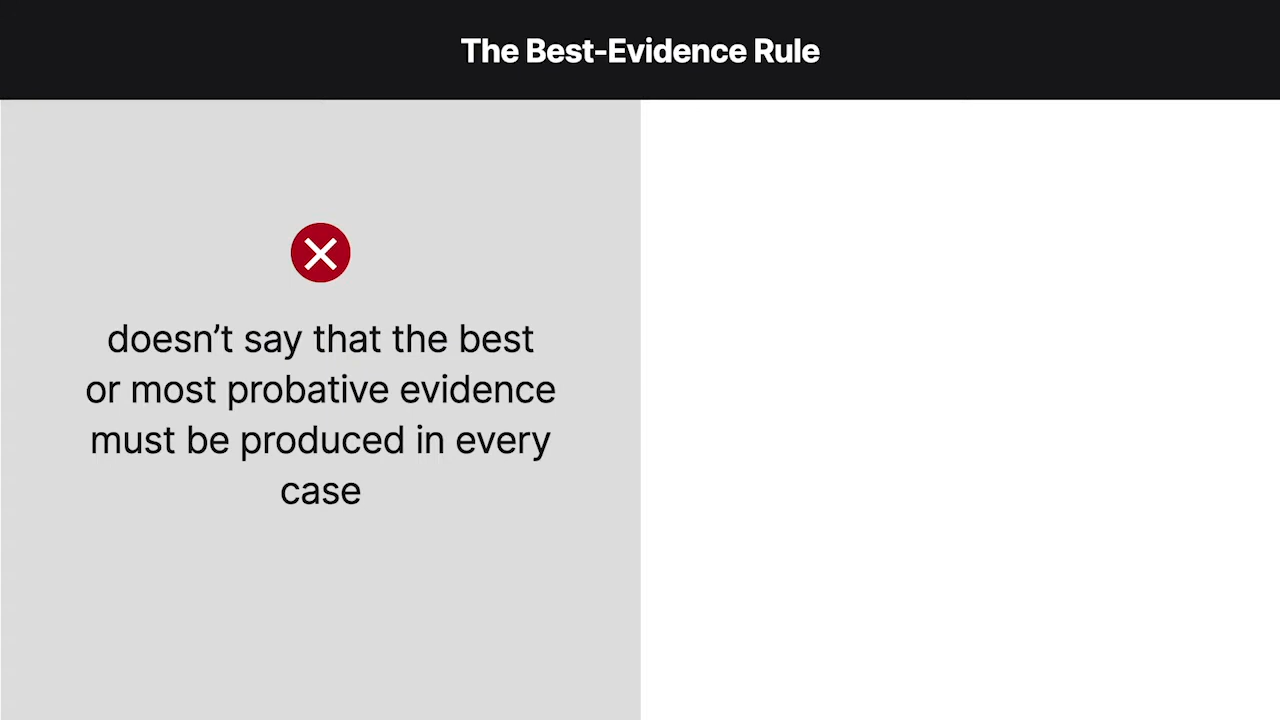 The Best-Evidence Rule
doesn’t say that the best
or most probative evidence
must be produced in every
case